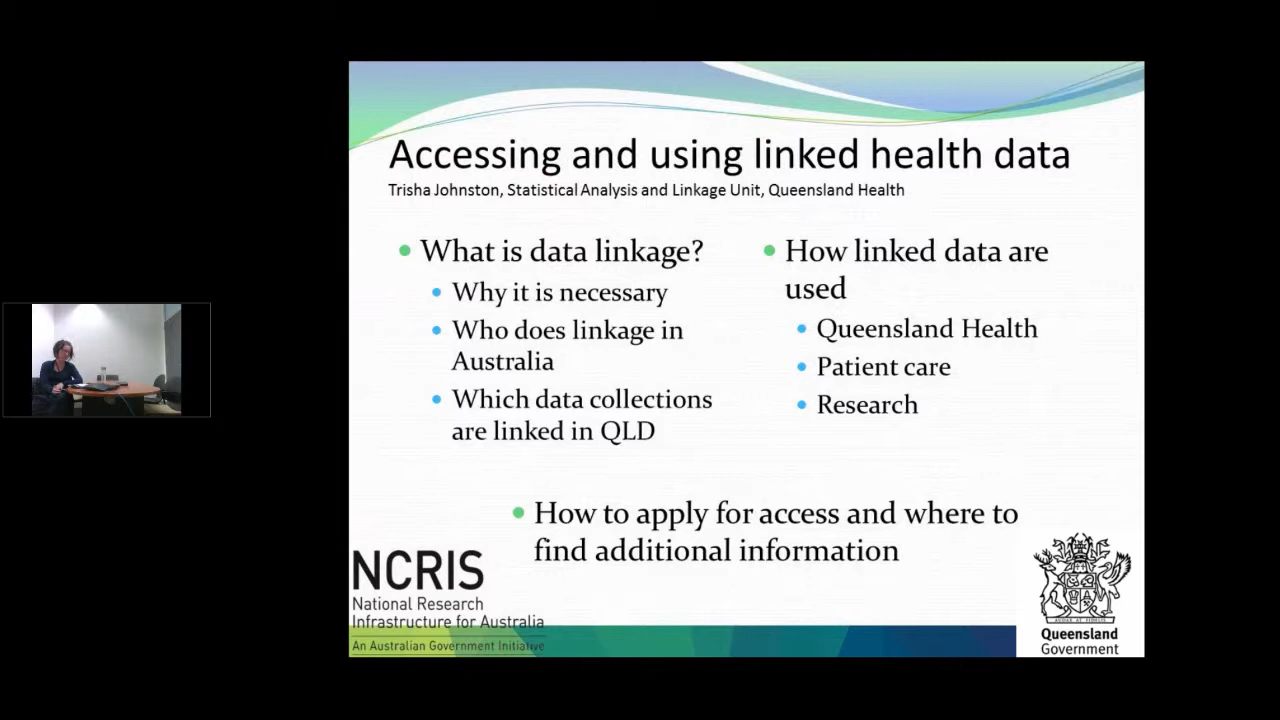 Accessing and using linked health data
Trisha Johnston, Statistical Analysis and Linkage Unit, Queensland Health
What is data linkage?
Why it is necessary
Who does linkage in
Australia
Which data collections
are linked in QLD
How linked data are
used
Queensland Health
Patient care
Research
How to apply for access and where to
find additional information
NCRIS
National Research
Infrastructure for Australia
An Australian Government Initiative
AUDAX AT FIDELIS
Queensland
Government